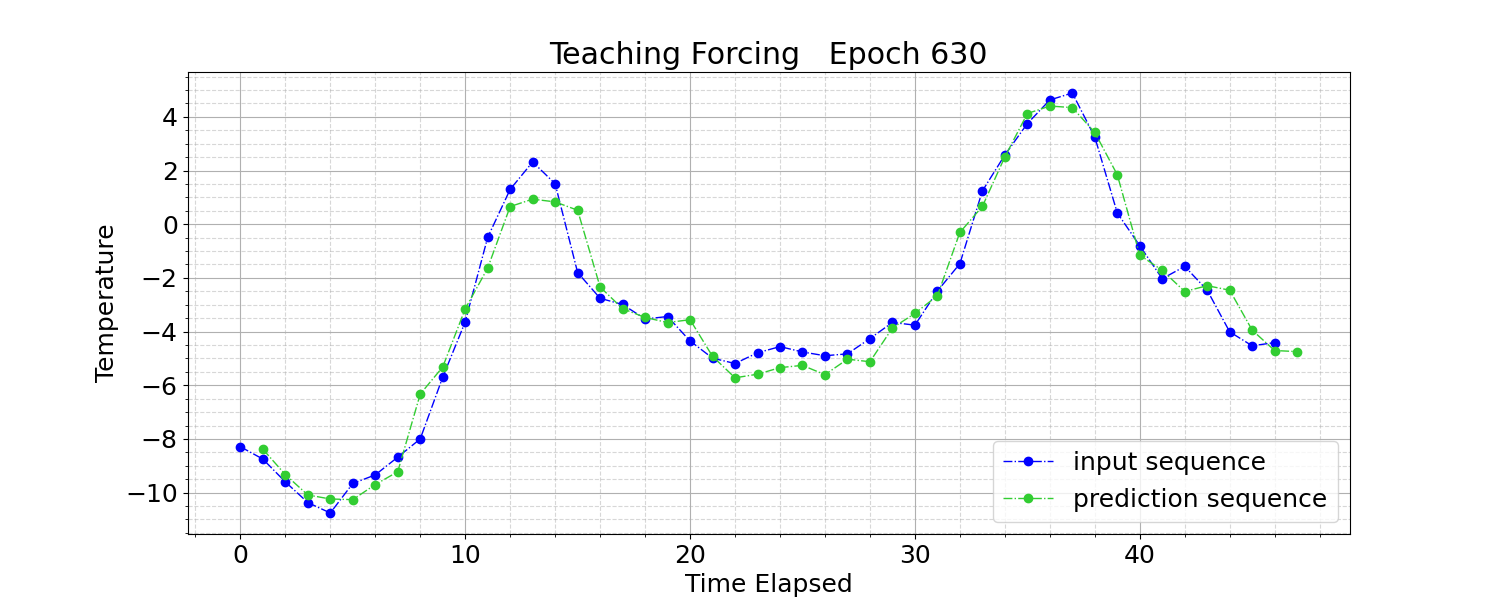 Teaching Forcing   Epoch 630
Temperature
4
2
0
−2
−4
−6
−8
−10
input sequence
prediction sequence
0 10 20 30 40
Time Elapsed